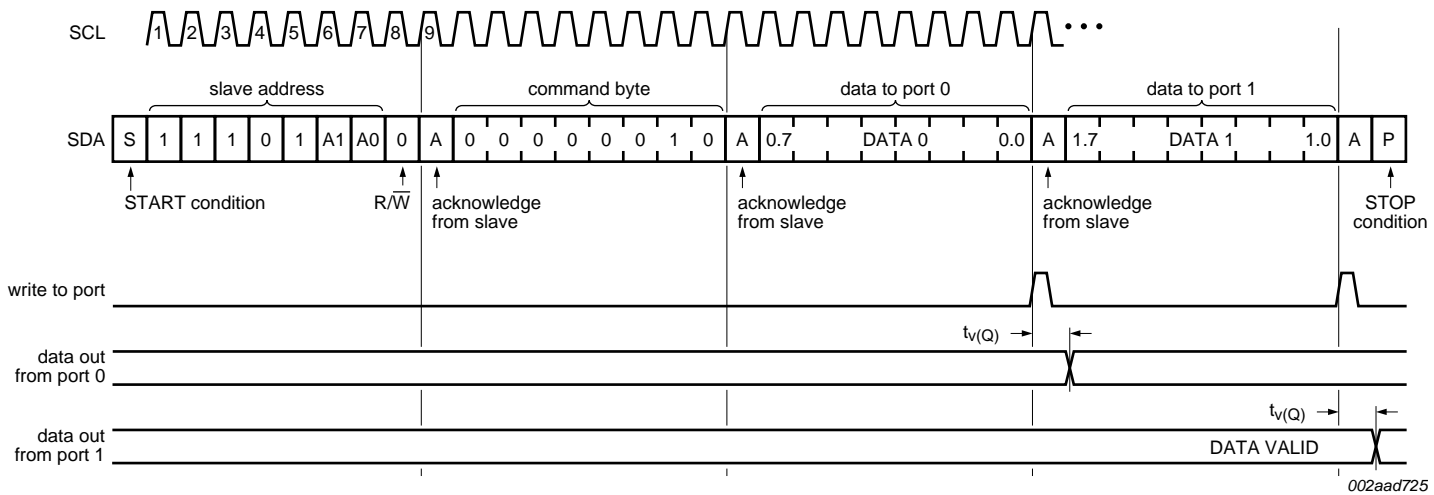 SCL 1 2 3 4 5 6 7 8 9 •••
slave address command byte data to port 0 data to port 1
SDA S 1 1 1 0 1 A1 A0 0 A 0 0 0 0 0 0 1 0 A 0.7 DATA 0 0.0 A 1.7 DATA 1 1.0 A P
START condition R/W̅ acknowledge acknowledge acknowledge STOP
from slave from slave from slave condition
write to port
tv(Q)
data out
from port 0
tv(Q)
data out
from port 1 DATA VALID
002aad725